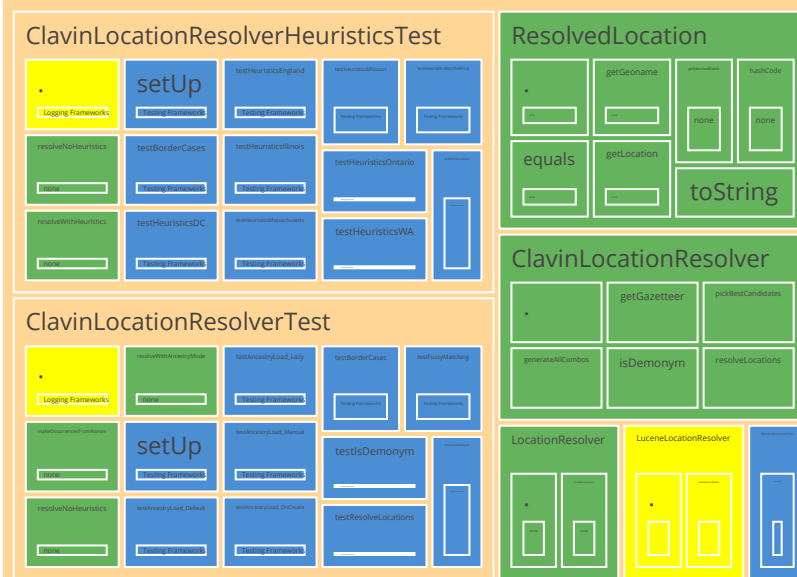 ClavinLocationResolverHeuristicsTest
.
Logging Frameworks
setUp
Testing Frameworks
testHeuristicsEngland
Testing Frameworks
testHeuristicsMissouri
Testing Frameworks
Testing Frameworks
resolveNoHeuristics
none
testBorderCases
Testing Frameworks
testHeuristicsIllinois
Testing Frameworks
testHeuristicsOntario
resolveWithHeuristics
none
testHeuristicsDC
Testing Frameworks
testHeuristicsMassachusetts
Testing Frameworks
testHeuristicsWA
ClavinLocationResolverTest
.
Logging Frameworks
resolveWithAncestryMode
none
testAncestryLoad_Lazy
Testing Frameworks
testBorderCases
Testing Frameworks
testFuzzyMatching
Testing Frameworks
makeOccurrencesFromNames
none
setUp
Testing Frameworks
testAncestryLoad_Manual
Testing Frameworks
testIsDemonym
resolveNoHeuristics
none
testAncestryLoad_Default
Testing Frameworks
testAncestryLoad_OnCreate
Testing Frameworks
testResolveLocations
ResolvedLocation
.
getGeoname
none
hashCode
none
equals
getLocation
toString
ClavinLocationResolver
.
getGazetteer
pickBestCandidates
generateAllCombos
isDemonym
resolveLocations
LocationResolver
.
LuceneLocationResolver
.